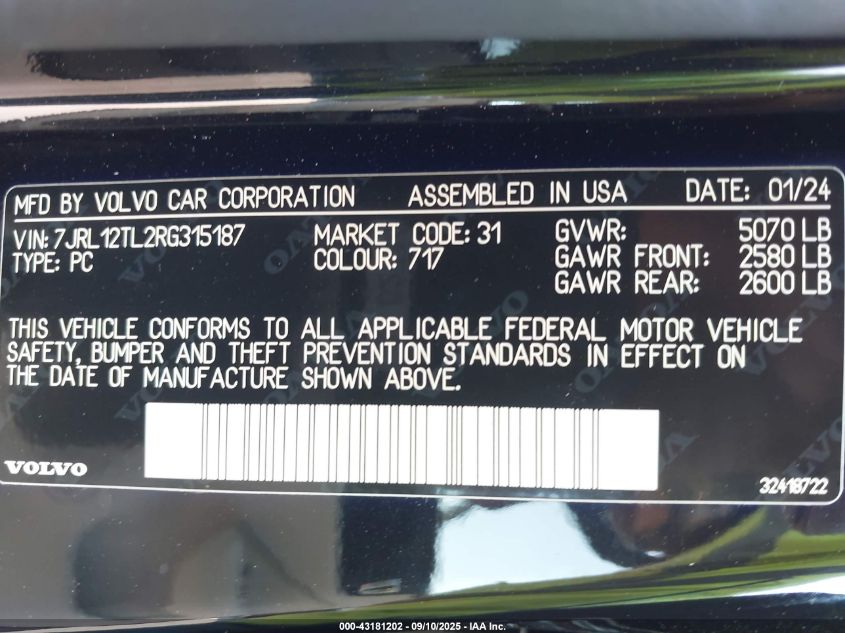 MFD BY VOLVO CAR CORPORATION ASSEMBLED IN USA DATE: 01/24
VIN: 7JRL12TL2RG315187 MARKET CODE: 31 GVWR: 5070 LB
TYPE: PC COLOUR: 717 GAWR FRONT: 2580 LB
GAWR REAR: 2600 LB
THIS VEHICLE CONFORMS TO ALL APPLICABLE FEDERAL MOTOR VEHICLE
SAFETY, BUMPER AND THEFT PREVENTION STANDARDS IN EFFECT ON
THE DATE OF MANUFACTURE SHOWN ABOVE.
VOLVO
32418722
000-43181202 - 09/10/2025 - IAA Inc.